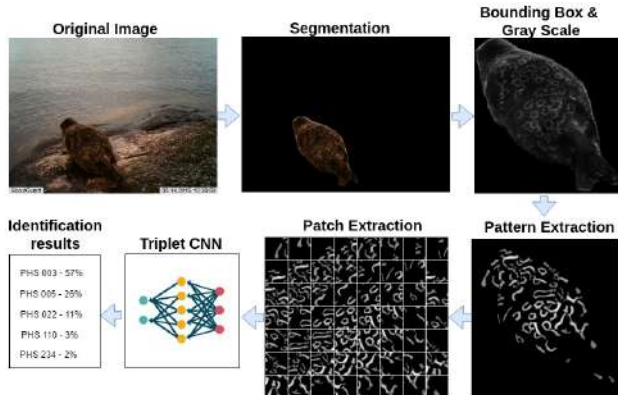 Original Image
Segmentation
Bounding Box &
Gray Scale
Identification
results
Triplet CNN
Patch Extraction
Pattern Extraction
PHS 003 - 57%
PHS 005 - 26%
PHS 022 - 11%
PHS 110 - 3%
PHS 234 - 2%